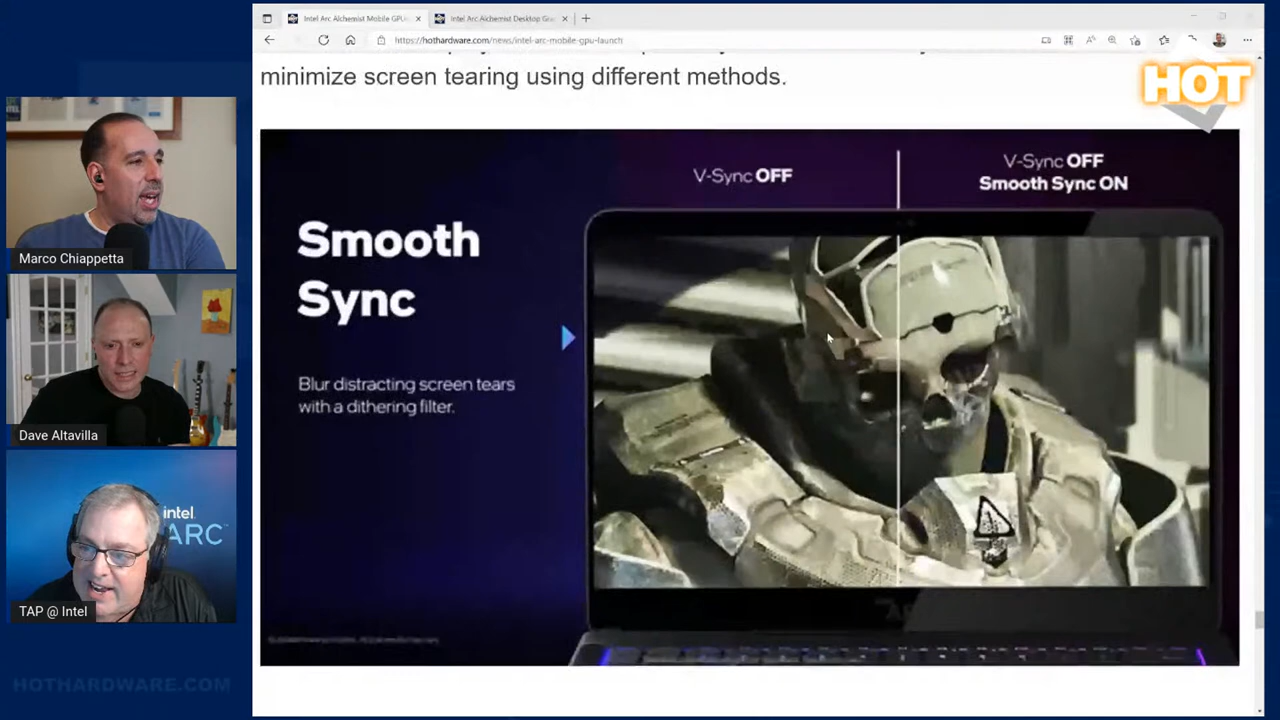 Intel Arc Alchemist Mobile GPU
Intel Arc Alchemist Desktop Gra
https://hothardware.com/news/intel-arc-mobile-gpu-launch
minimize screen tearing using different methods.
HOT
V-Sync OFF
V-Sync OFF
Smooth Sync ON
Smooth
Sync
Blur distracting screen tears
with a dithering filter.
Marco Chiappetta
Dave Altavilla
intel
ARC™
TAP @ Intel
HOTHARDWARE.COM